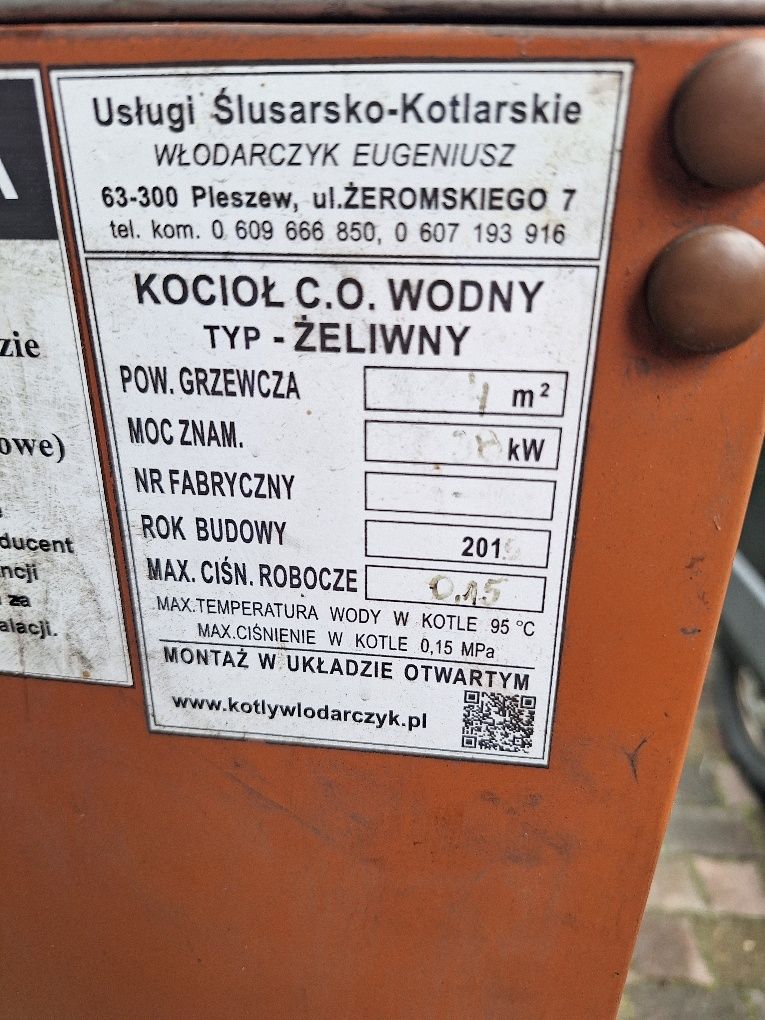 Usługi Ślusarsko-Kotlarskie
WŁODARCZYK EUGENIUSZ
63-300 Pleszew, ul.ŻEROMSKIEGO 7
tel. kom. 0 609 666 850, 0 607 193 916
KOCIOŁ C.O. WODNY
TYP - ŻELIWNY
POW. GRZEWCZA 4 m²
MOC ZNAM. kW
NR FABRYCZNY
ROK BUDOWY 201
MAX. CIŚN. ROBOCZE 0,15
MAX.TEMPERATURA WODY W KOTLE 95 °C
MAX.CIŚNIENIE W KOTLE 0,15 MPa
MONTAŻ W UKŁADZIE OTWARTYM
www.kotlywlodarczyk.pl
zie
owe)
ducent
ncji
za
alacji.